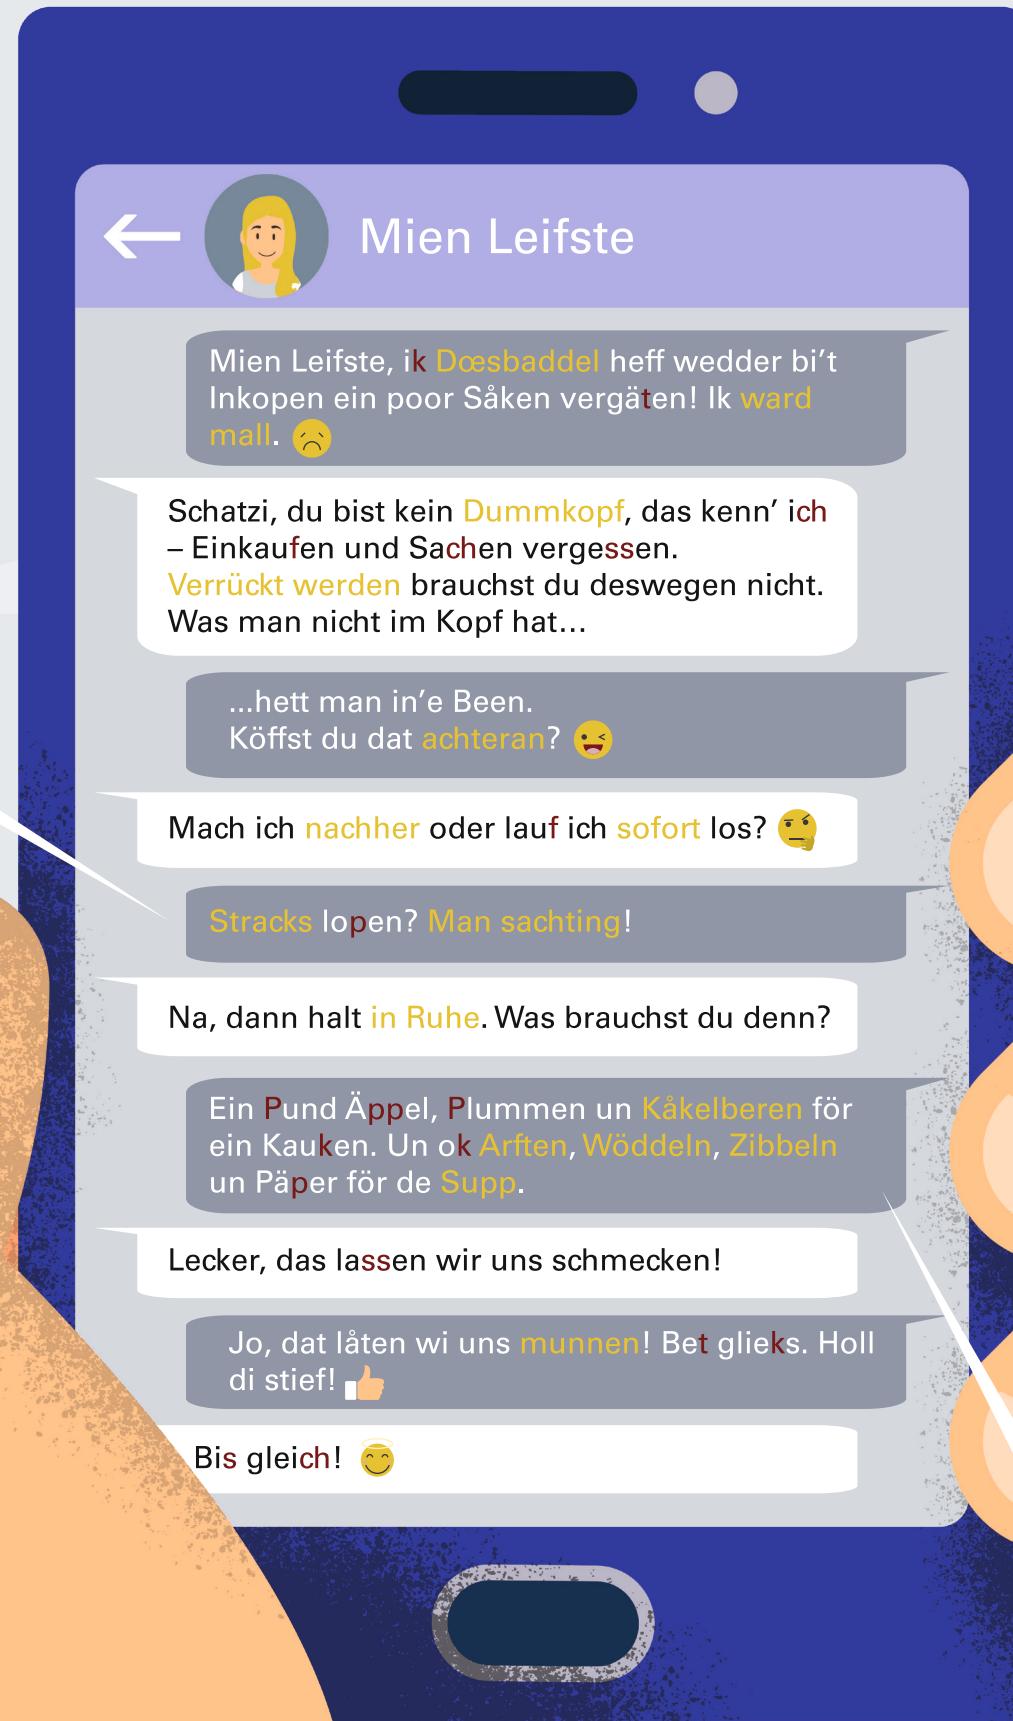 Mien Leifste
Mien Leifste, ik Dœsbaddel heff wedder bi’t
Inkopen ein poor Såken vergäten! Ik ward
mall.
Schatzi, du bist kein Dummkopf, das kenn’ ich
– Einkaufen und Sachen vergessen.
Verrückt werden brauchst du deswegen nicht.
Was man nicht im Kopf hat...
...hett man in’e Been.
Köffst du dat achteran?
Mach ich nachher oder lauf ich sofort los?
Stracks lopen? Man sachting!
Na, dann halt in Ruhe. Was brauchst du denn?
Ein Pund Äppel, Plummen un Kåkelberen för
ein Kauken. Un ok Arften, Wöddeln, Zibbeln
un Päper för de Supp.
Lecker, das lassen wir uns schmecken!
Jo, dat låten wi uns munnen! Bet glieks. Holl
di stief!
Bis gleich!